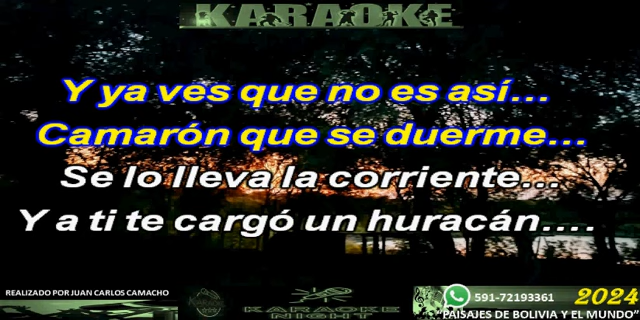 KARAOKE
Y ya ves que no es así...
Camarón que se duerme...
Se lo lleva la corriente...
Y a ti te cargó un huracán....
REALIZADO POR JUAN CARLOS CAMACHO
KARAOKE NIGHT
591-72193361
2024
"PAISAJES DE BOLIVIA Y EL MUNDO"